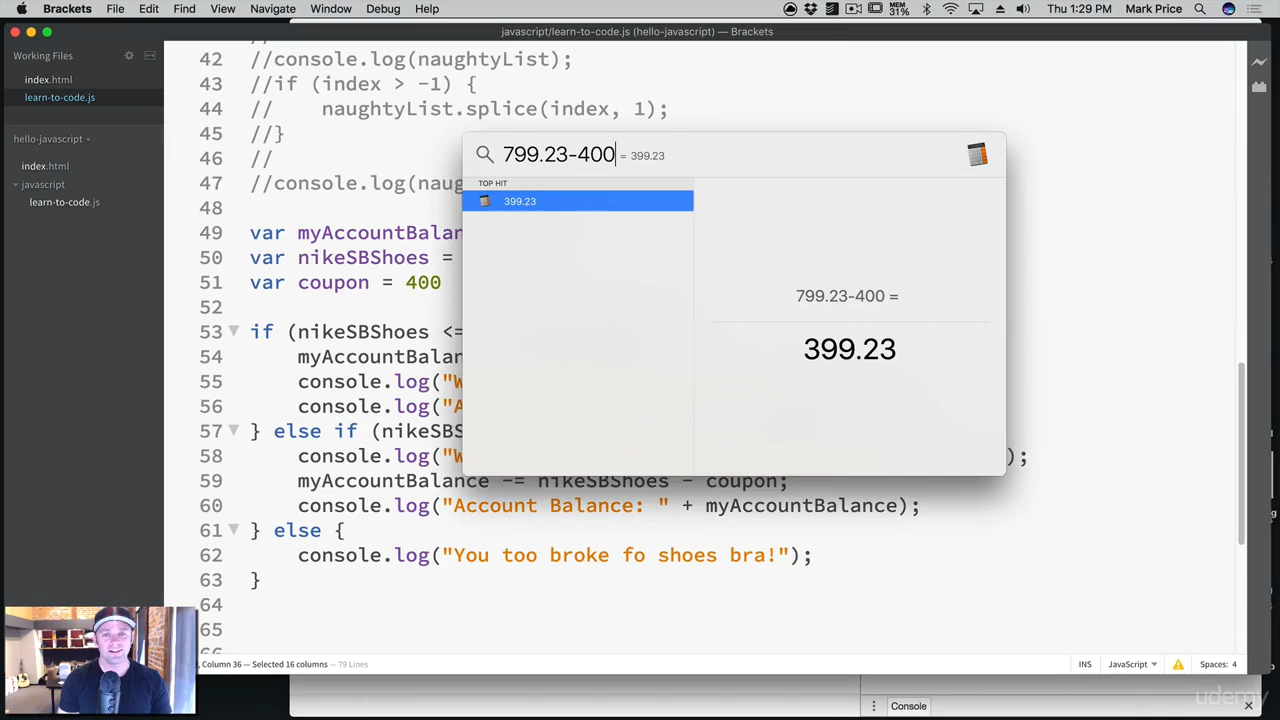 Brackets File Edit Find View Navigate Window Debug Help MEM 31% Thu 1:29 PM Mark Price
javascript/learn-to-code.js (hello-javascript) — Brackets
Working Files
index.html
learn-to-code.js
hello-javascript
index.html
javascript
learn-to-code.js
42 //console.log(naughtyList);
43 //if (index > -1) {
44 // naughtyList.splice(index, 1);
45 //}
46 //
47 //console.log(naug
48
49 var myAccountBalan
50 var nikeSBShoes =
51 var coupon = 400
52
53 if (nikeSBShoes <=
54 myAccountBalan
55 console.log("W
56 console.log("A
57 } else if (nikeSBS
58 console.log("W );
59 myAccountBalance -= nikeSBShoes - coupon;
60 console.log("Account Balance: " + myAccountBalance);
61 } else {
62 console.log("You too broke fo shoes bra!");
63 }
64
65
799.23-400 = 399.23
TOP HIT
399.23
799.23-400 =
399.23
, Column 36 — Selected 16 columns — 79 Lines
INS JavaScript Spaces: 4
Console
udemy